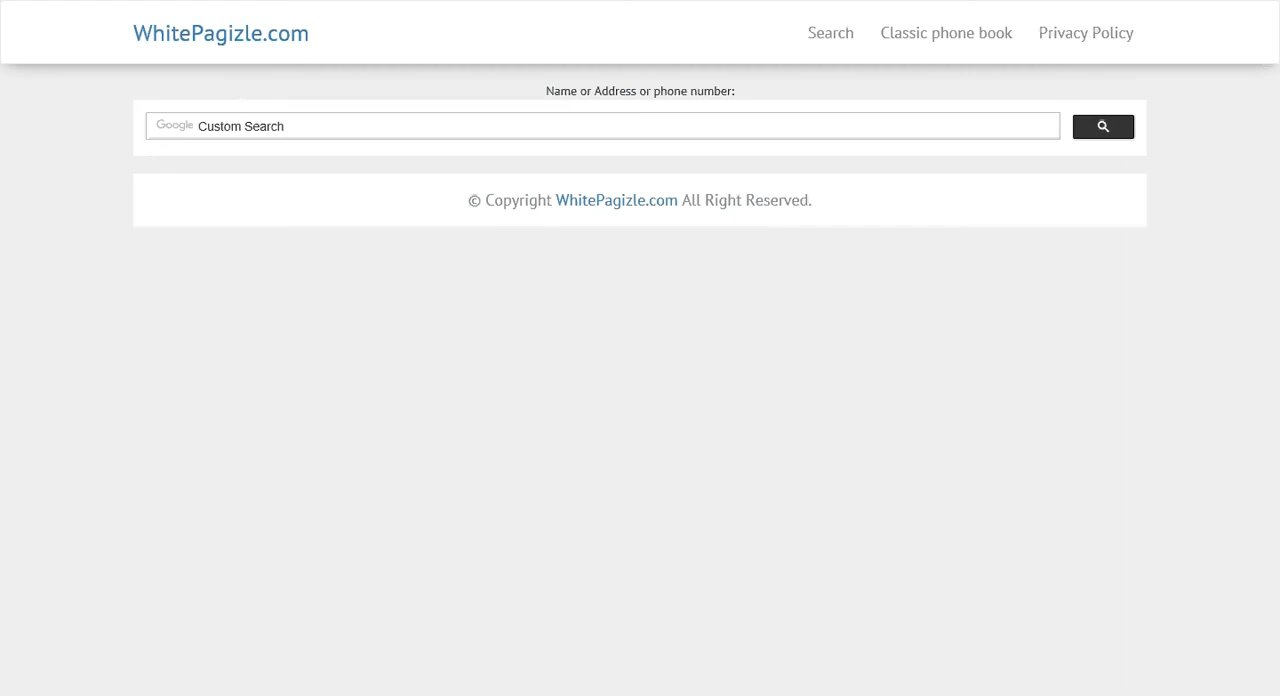 WhitePagizle.com Search Classic phone book Privacy Policy
Name or Address or phone number:
Google Custom Search
© Copyright WhitePagizle.com All Right Reserved.